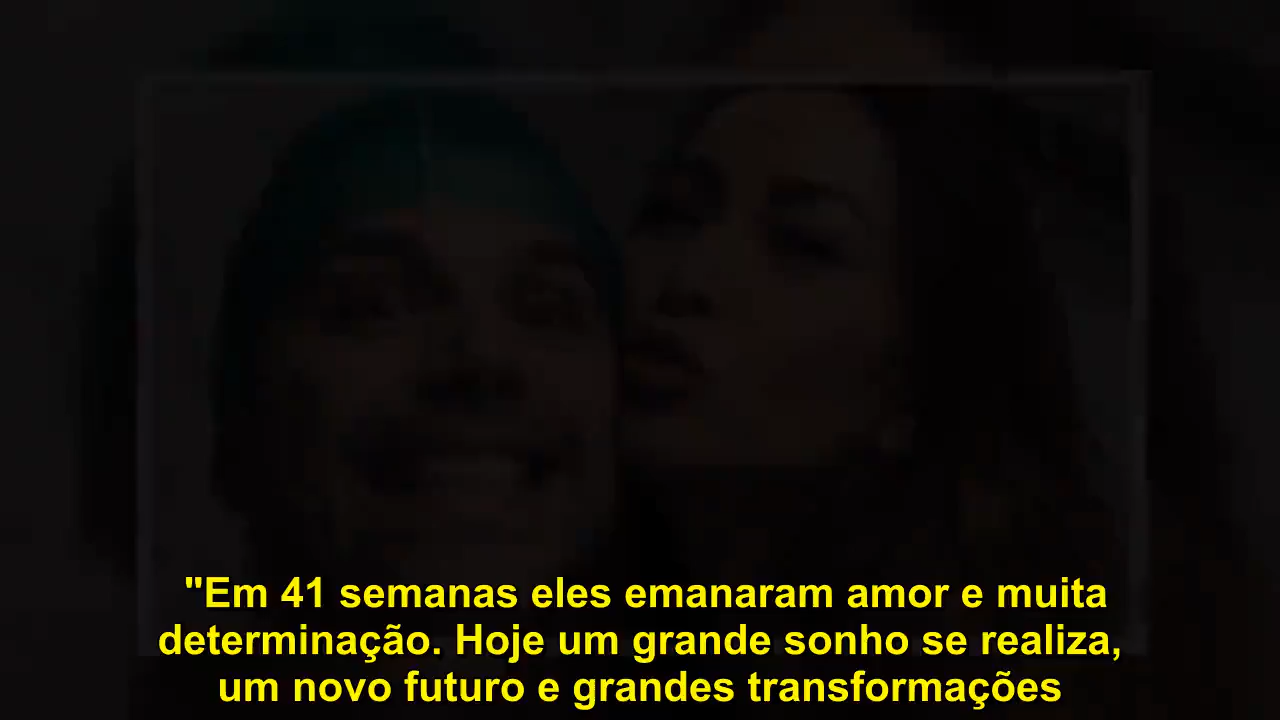 "Em 41 semanas eles emanaram amor e muita
determinação. Hoje um grande sonho se realiza,
um novo futuro e grandes transformações